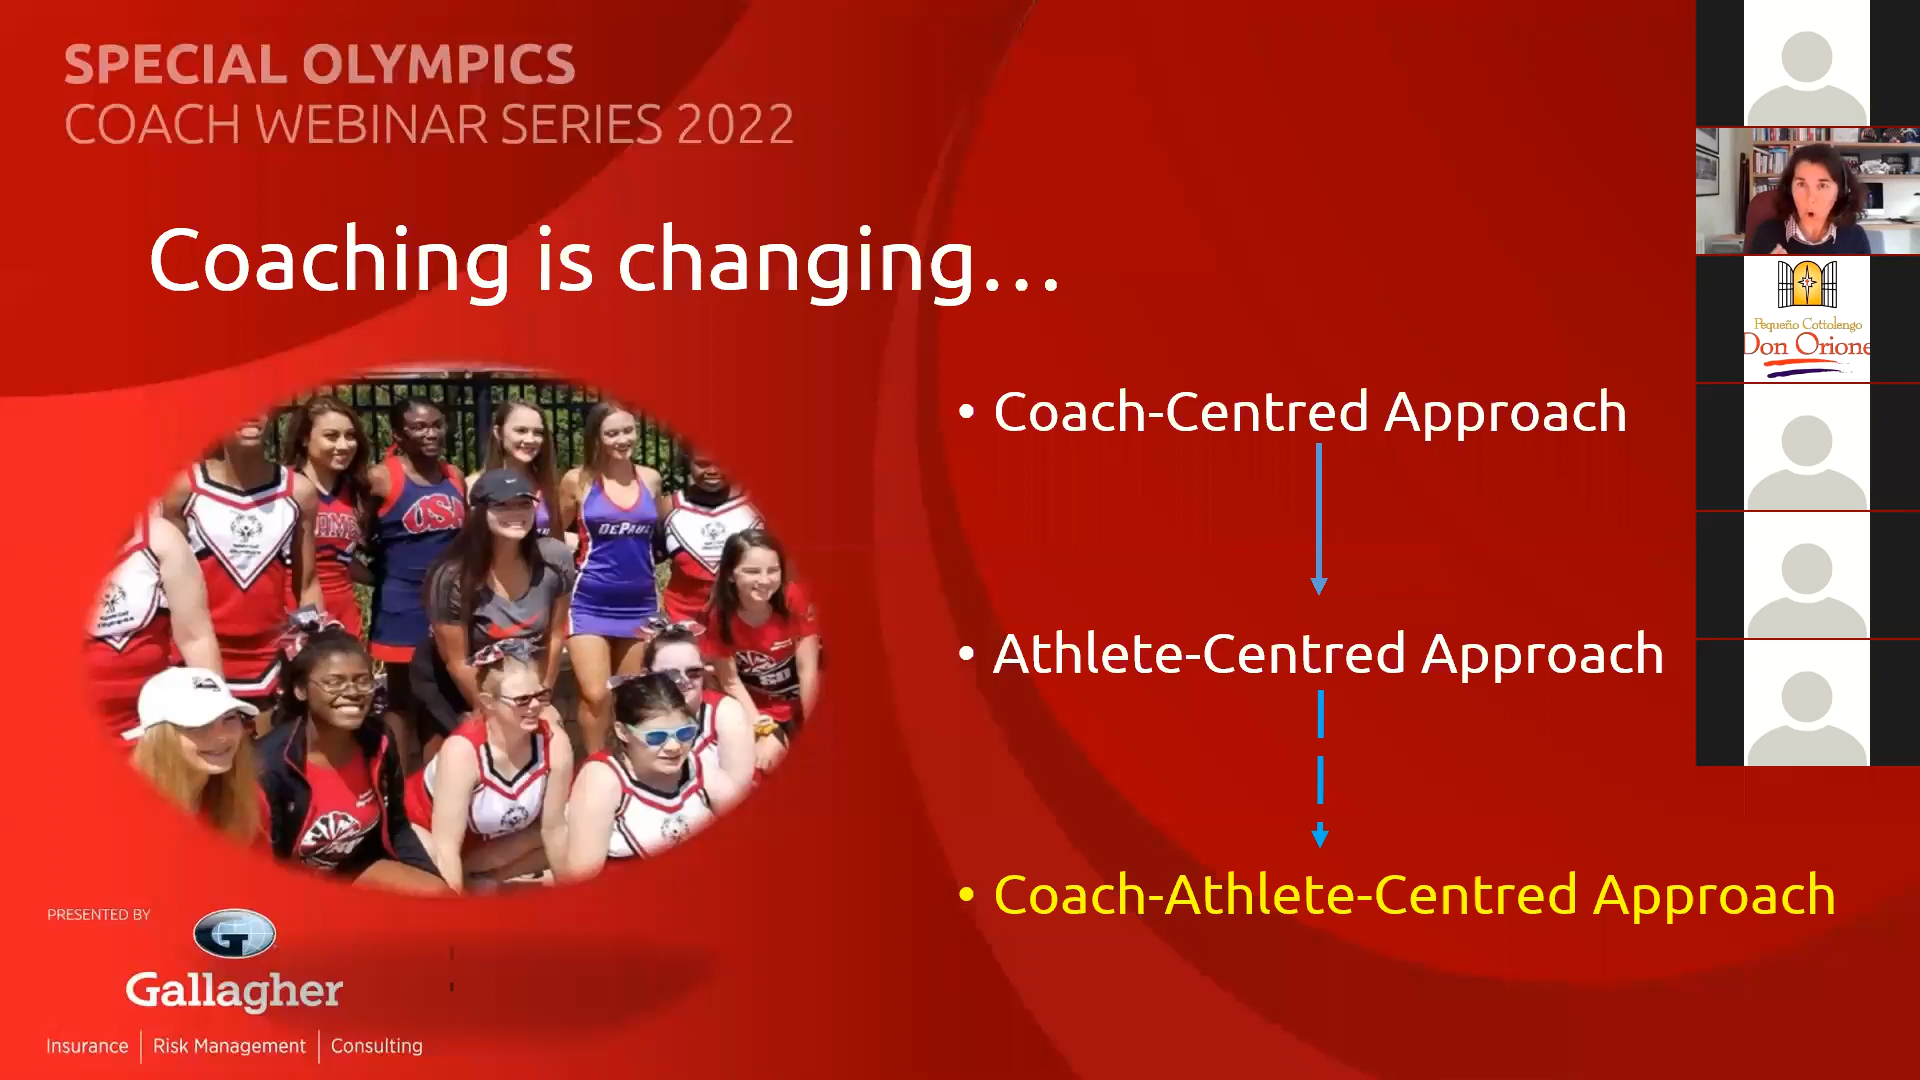 SPECIAL OLYMPICS
COACH WEBINAR SERIES 2022
Coaching is changing...
• Coach-Centred Approach
• Athlete-Centred Approach
• Coach-Athlete-Centred Approach
USA
DEPAUL
PRESENTED BY
G
Gallagher
Insurance | Risk Management | Consulting
Pequeño Cottolengo
Don Orione